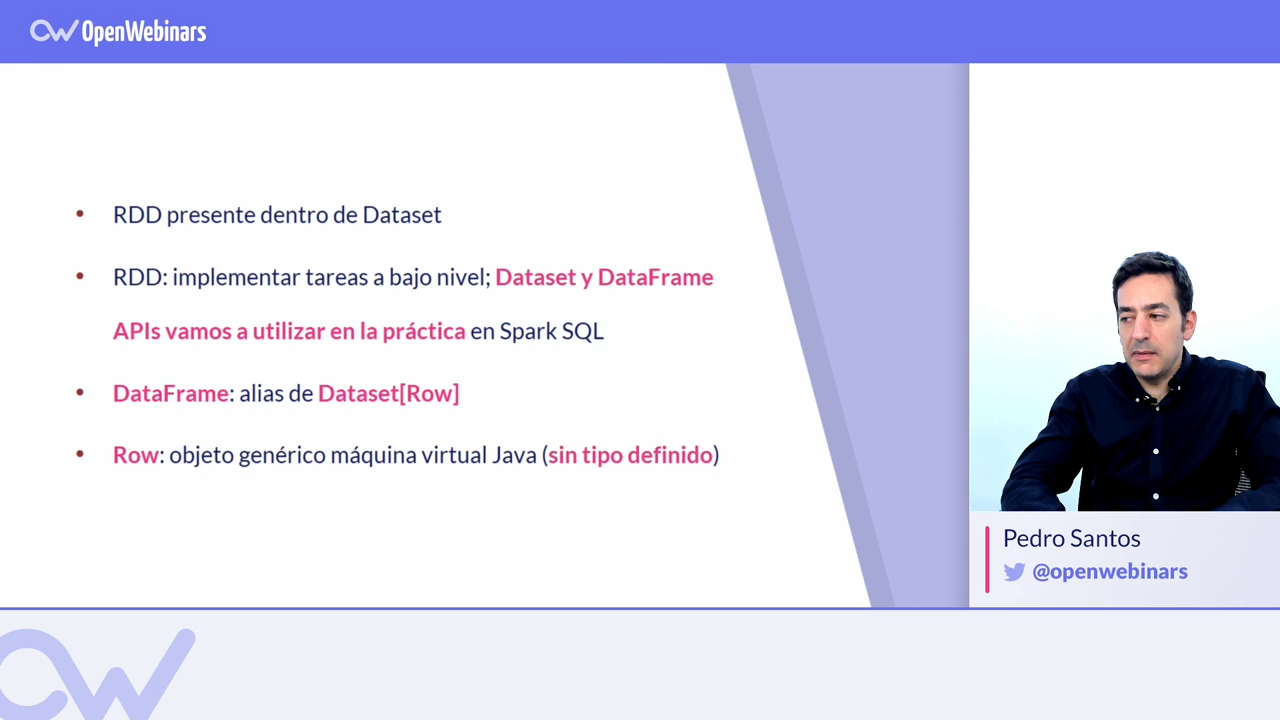 OpenWebinars
• RDD presente dentro de Dataset
• RDD: implementar tareas a bajo nivel; Dataset y DataFrame
APIs vamos a utilizar en la práctica en Spark SQL
• DataFrame: alias de Dataset[Row]
• Row: objeto genérico máquina virtual Java (sin tipo definido)
Pedro Santos
@openwebinars